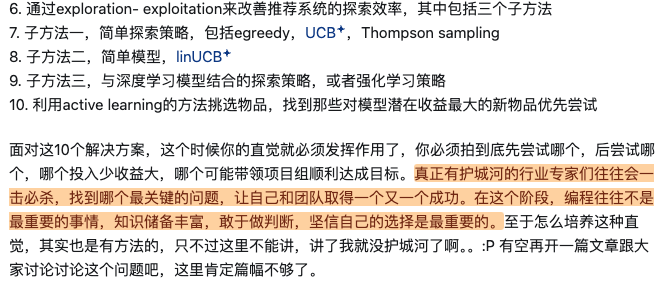 6. 通过exploration- exploitation来改善推荐系统的探索效率，其中包括三个子方法
7. 子方法一，简单探索策略，包括egreedy，UCB，Thompson sampling
8. 子方法二，简单模型，linUCB
9. 子方法三，与深度学习模型结合的探索策略，或者强化学习策略
10. 利用active learning的方法挑选物品，找到那些对模型潜在收益最大的新物品优先尝试
面对这10个解决方案，这个时候你的直觉就必须发挥作用了，你必须拍到底先尝试哪个，后尝试哪
个，哪个投入少收益大，哪个可能带领项目组顺利达成目标。真正有护城河的行业专家们往往会一
击必杀，找到哪个最关键的问题，让自己和团队取得一个又一个成功。在这个阶段，编程往往不是
最重要的事情，知识储备丰富，敢于做判断，坚信自己的选择是最重要的。至于怎么培养这种直
觉，其实也是有方法的，只不过这里不能讲，讲了我就没护城河了啊。。:P 有空再开一篇文章跟大
家讨论讨论这个问题吧，这里肯定篇幅不够了。